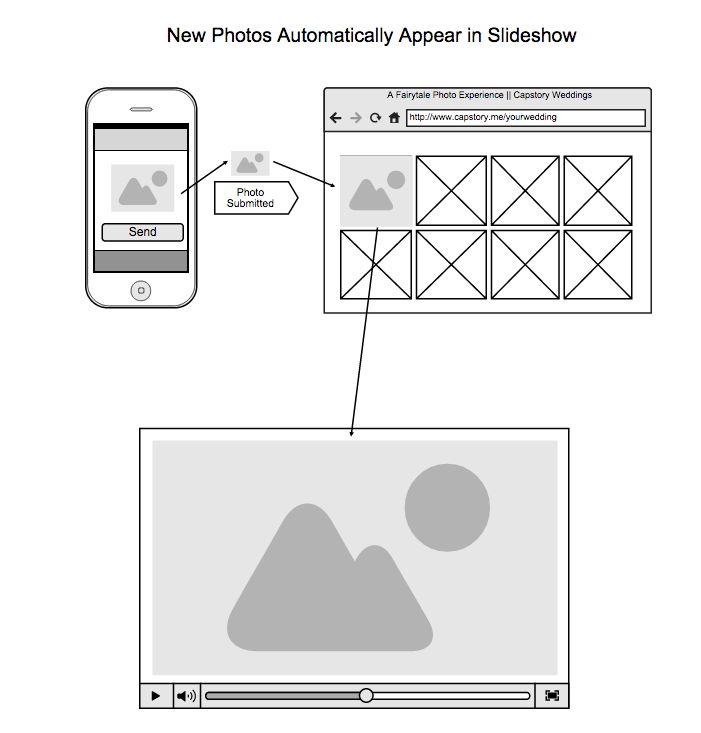 New Photos Automatically Appear in Slideshow
A Fairytale Photo Experience || Capstory Weddings
http://www.capstory.me/yourwedding
Photo
Submitted
Send